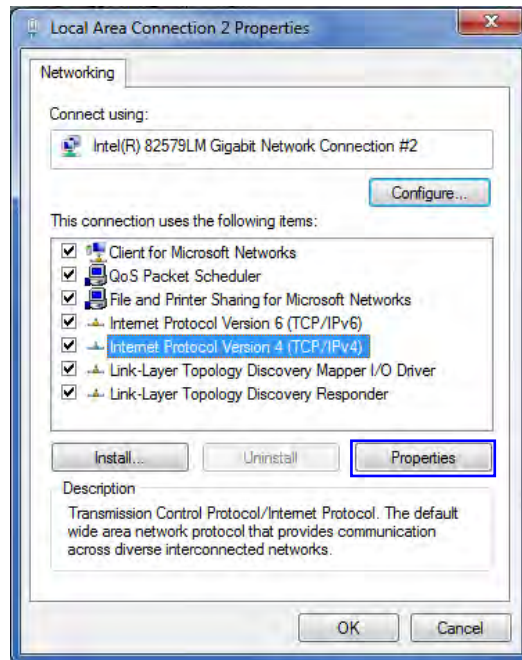 Local Area Connection 2 Properties
Networking
Connect using:
Intel(R) 82579LM Gigabit Network Connection #2
Configure...
This connection uses the following items:
Client for Microsoft Networks
QoS Packet Scheduler
File and Printer Sharing for Microsoft Networks
Internet Protocol Version 6 (TCP/IPv6)
Internet Protocol Version 4 (TCP/IPv4)
Link-Layer Topology Discovery Mapper I/O Driver
Link-Layer Topology Discovery Responder
Install... Uninstall Properties
Description
Transmission Control Protocol/Internet Protocol. The default
wide area network protocol that provides communication
across diverse interconnected networks.
OK Cancel